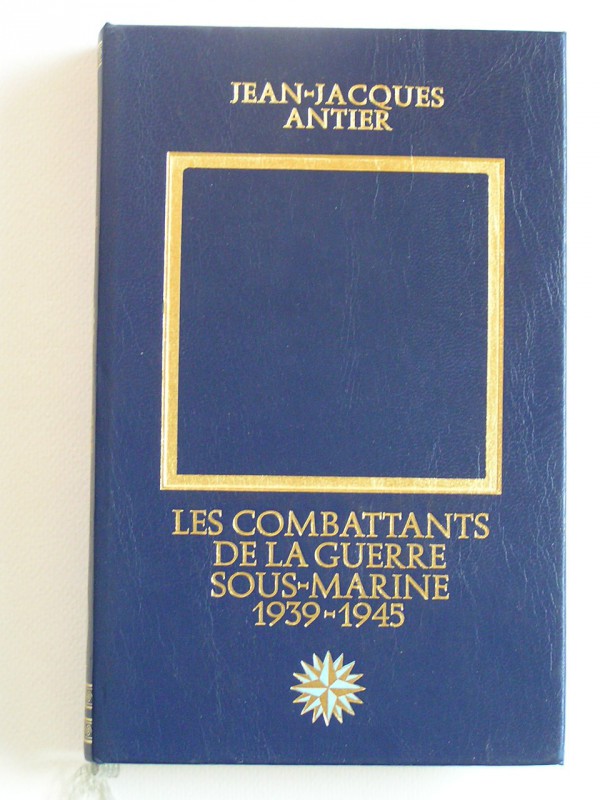 JEAN-JACQUES
ANTIER
LES COMBATTANTS
DE LA GUERRE
SOUS-MARINE
1939-1945